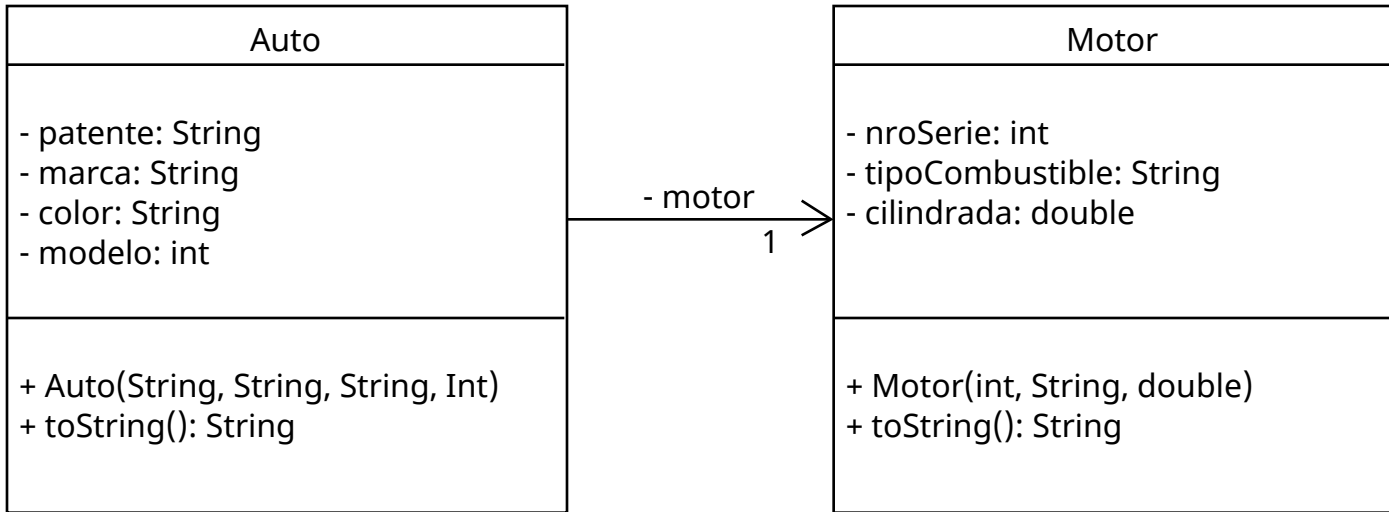 Auto
- patente: String
- marca: String
- color: String
- modelo: int
+ Auto(String, String, String, Int)
+ toString(): String
- motor
1
Motor
- nroSerie: int
- tipoCombustible: String
- cilindrada: double
+ Motor(int, String, double)
+ toString(): String